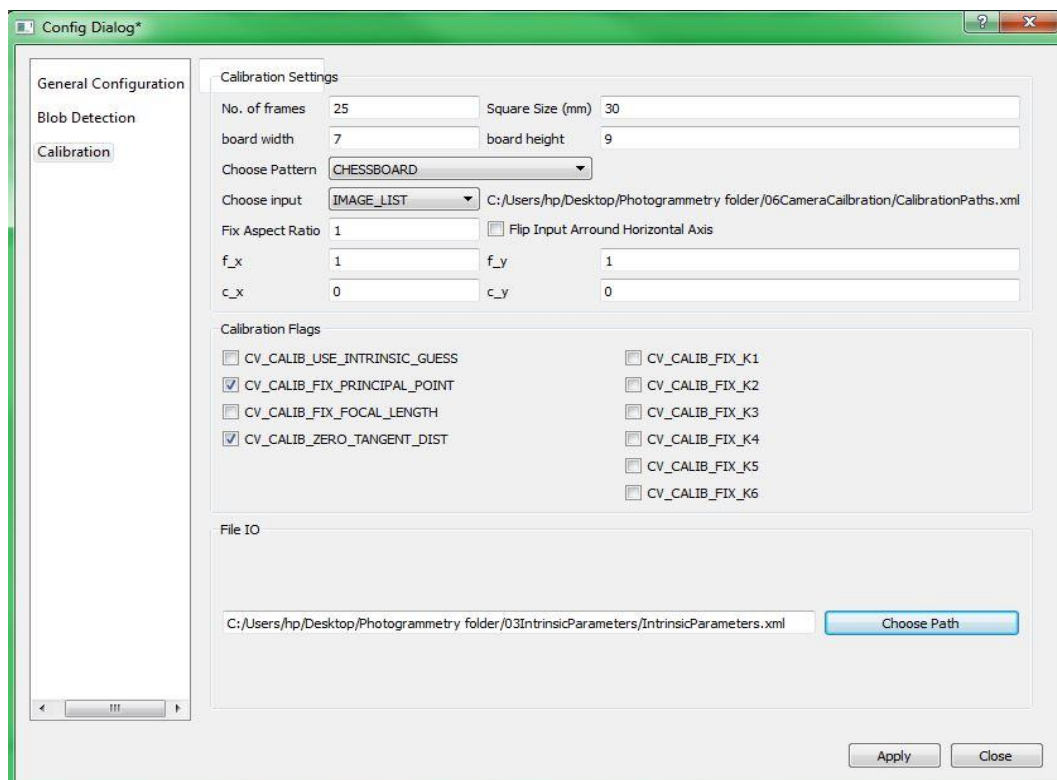 Config Dialog*
General Configuration
Blob Detection
Calibration
Calibration Settings
No. of frames 25 Square Size (mm) 30
board width 7 board height 9
Choose Pattern CHESSBOARD
Choose input IMAGE_LIST C:/Users/hp/Desktop/Photogrammetry folder/06CameraCailbration/CalibrationPaths.xml
Fix Aspect Ratio 1 Flip Input Arround Horizontal Axis
f_x 1 f_y 1
c_x 0 c_y 0
Calibration Flags
CV_CALIB_USE_INTRINSIC_GUESS CV_CALIB_FIX_K1
CV_CALIB_FIX_PRINCIPAL_POINT CV_CALIB_FIX_K2
CV_CALIB_FIX_FOCAL_LENGTH CV_CALIB_FIX_K3
CV_CALIB_ZERO_TANGENT_DIST CV_CALIB_FIX_K4
CV_CALIB_FIX_K5
CV_CALIB_FIX_K6
File IO
C:/Users/hp/Desktop/Photogrammetry folder/03IntrinsicParameters/IntrinsicParameters.xml Choose Path
Apply Close